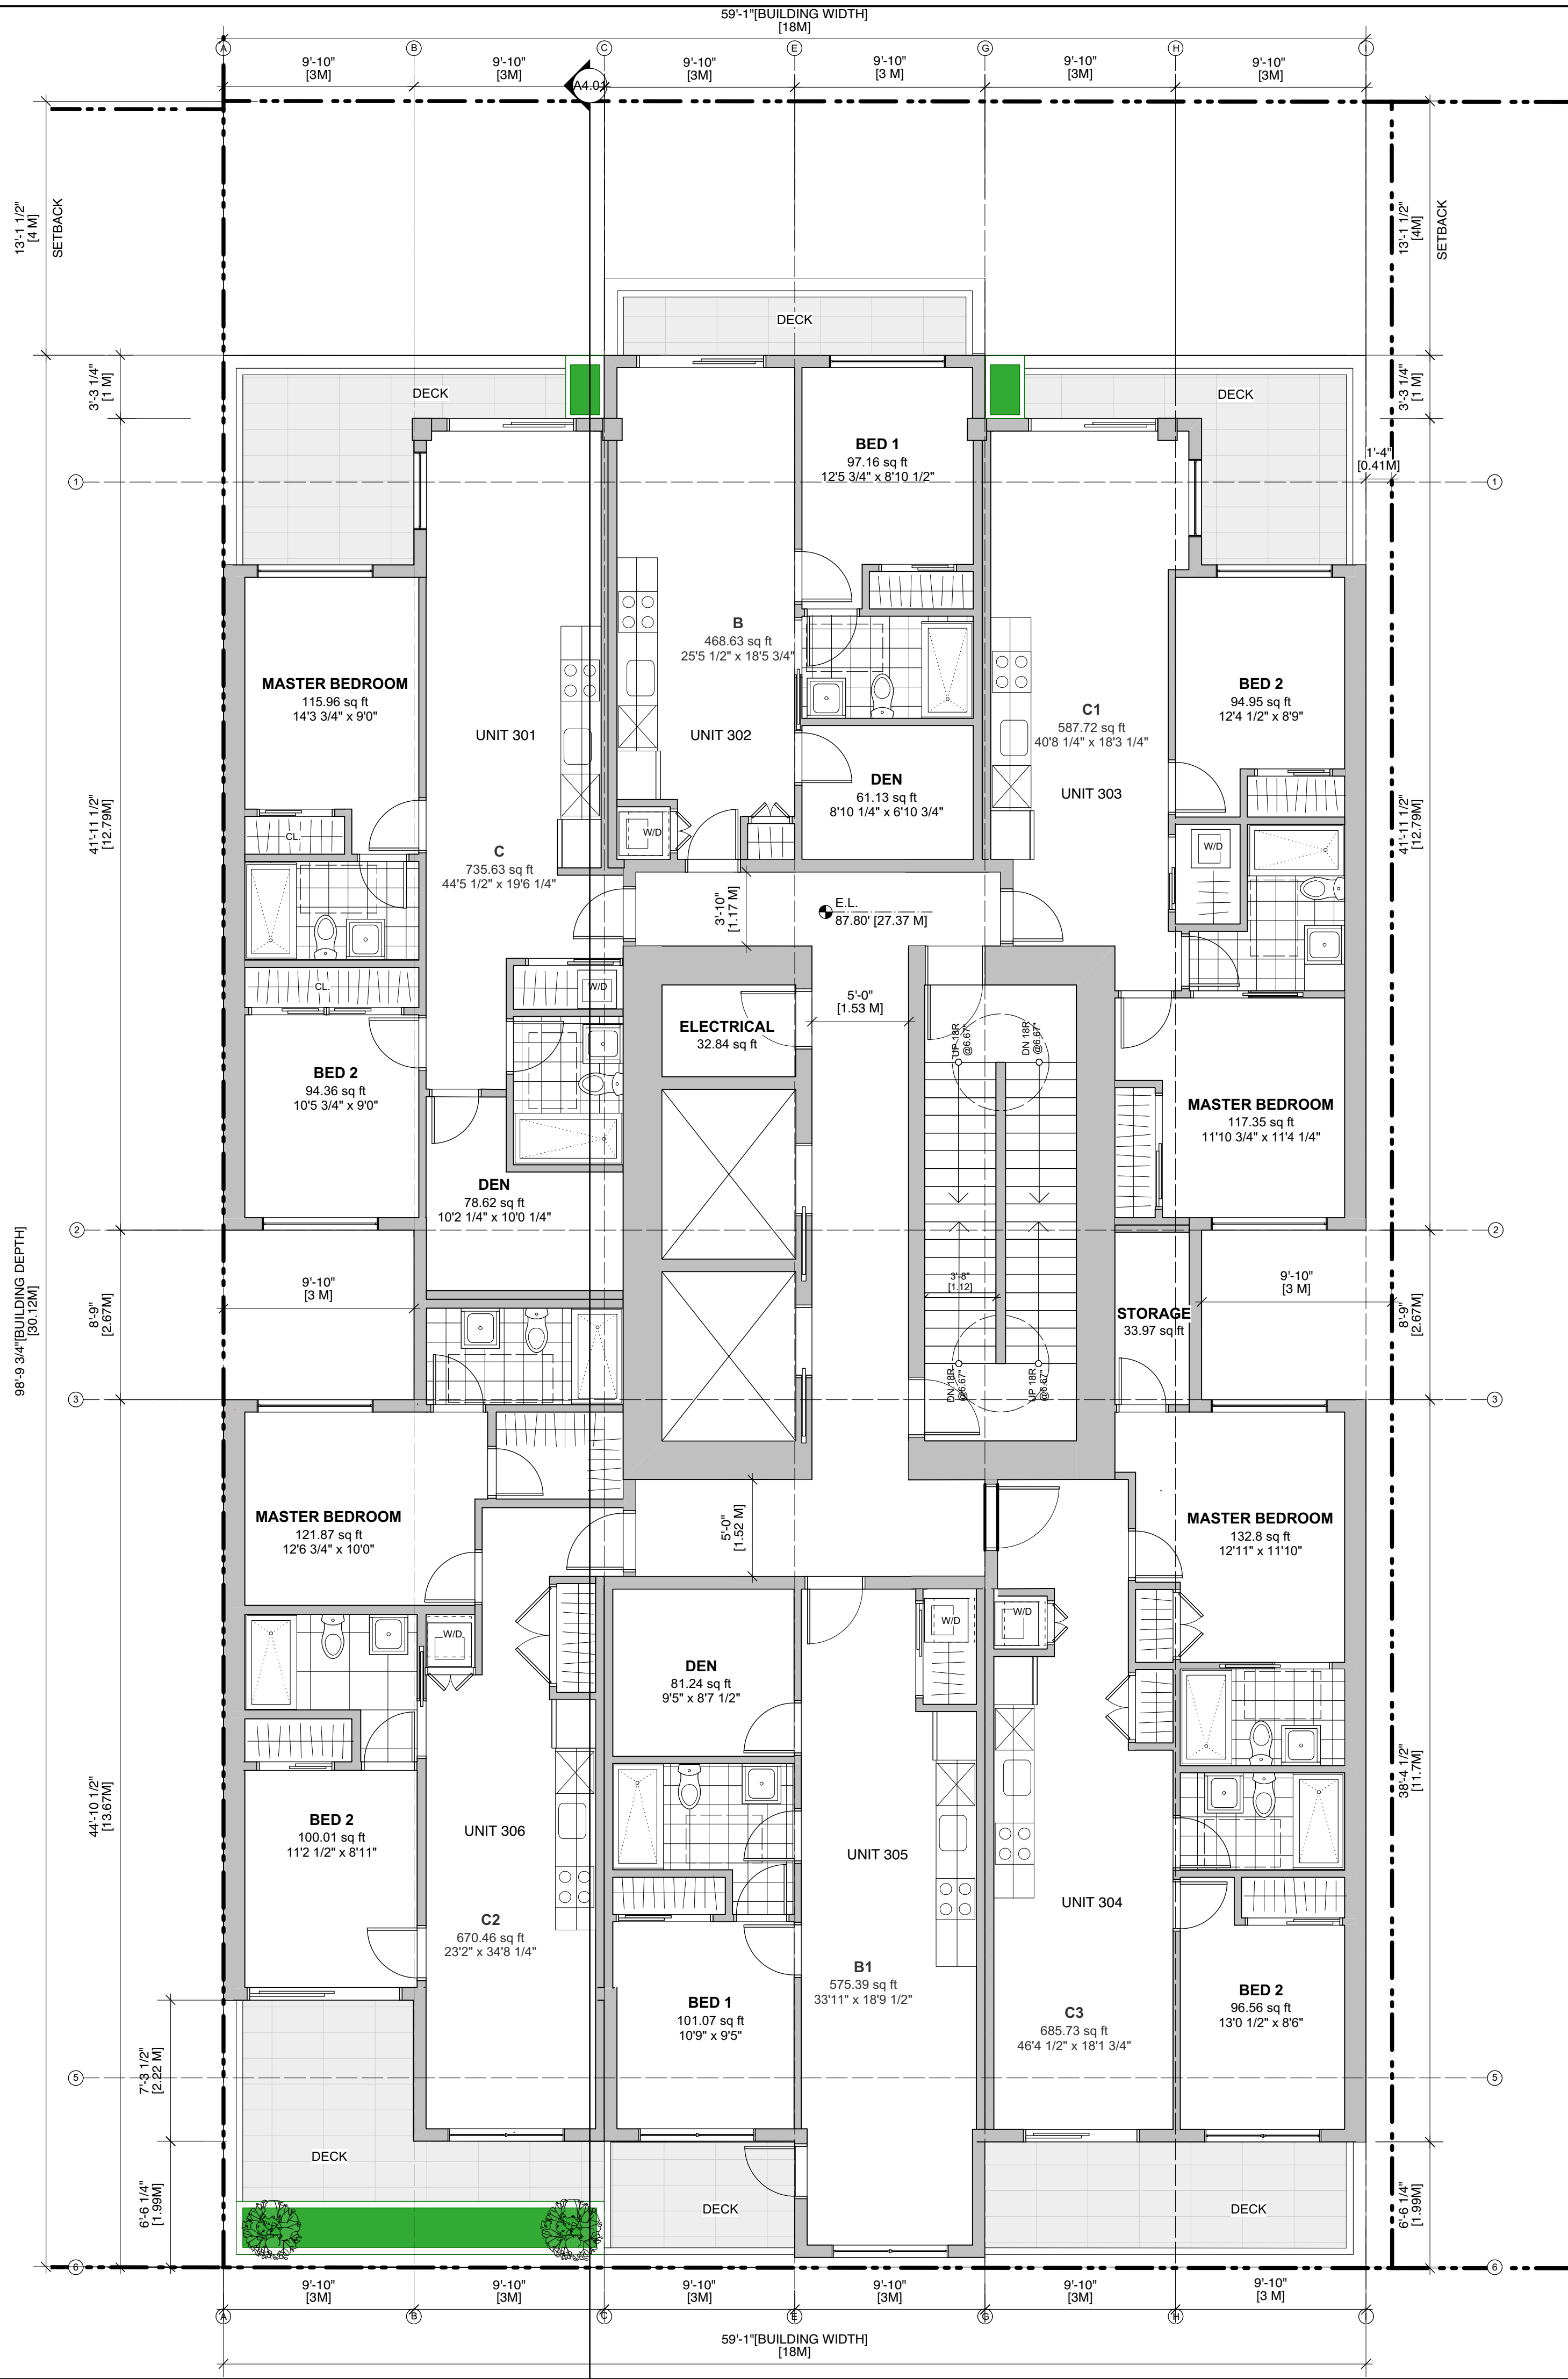 59'-1"[BUILDING WIDTH]
[18M]
A
B
C
E
G
H
I
9'-10"
[3M]
9'-10"
[3M]
9'-10"
[3M]
9'-10"
[3 M]
9'-10"
[3M]
9'-10"
[3M]
A4.01
13'-1 1/2"
[4 M]
SETBACK
13'-1 1/2"
[4M]
SETBACK
DECK
3'-3 1/4"
[1 M]
DECK
DECK
3'-3 1/4"
[1 M]
BED 1
97.16 sq ft
12'5 3/4" x 8'10 1/2"
1'-4"
[0.41M]
1
1
MASTER BEDROOM
115.96 sq ft
14'3 3/4" x 9'0"
UNIT 301
B
468.63 sq ft
25'5 1/2" x 18'5 3/4"
UNIT 302
C1
587.72 sq ft
40'8 1/4" x 18'3 1/4"
UNIT 303
BED 2
94.95 sq ft
12'4 1/2" x 8'9"
DEN
61.13 sq ft
8'10 1/4" x 6'10 3/4"
41'-11 1/2"
[12.79M]
CL.
C
735.63 sq ft
44'5 1/2" x 19'6 1/4"
W/D
W/D
41'-11 1/2"
[12.79M]
3'-10"
[1.17 M]
E.L.
87.80' [27.37 M]
CL.
W/D
5'-0"
[1.53 M]
ELECTRICAL
32.84 sq ft
UP 18R
@6.67"
DN 18R
@6.67"
BED 2
94.36 sq ft
10'5 3/4" x 9'0"
MASTER BEDROOM
117.35 sq ft
11'10 3/4" x 11'4 1/4"
DEN
78.62 sq ft
10'2 1/4" x 10'0 1/4"
2
2
98'-9 3/4"[BUILDING DEPTH]
[30.12M]
8'-9"
[2.67M]
9'-10"
[3 M]
3'-8"
[1.12]
STORAGE
33.97 sq ft
9'-10"
[3 M]
8'-9"
[2.67M]
DN 18R
@6.67"
UP 18R
@6.67"
3
3
MASTER BEDROOM
121.87 sq ft
12'6 3/4" x 10'0"
5'-0"
[1.52 M]
MASTER BEDROOM
132.8 sq ft
12'11" x 11'10"
W/D
W/D
W/D
DEN
81.24 sq ft
9'5" x 8'7 1/2"
44'-10 1/2"
[13.67M]
38'-4 1/2"
[11.7M]
BED 2
100.01 sq ft
11'2 1/2" x 8'11"
UNIT 306
UNIT 305
UNIT 304
C2
670.46 sq ft
23'2" x 34'8 1/4"
B1
575.39 sq ft
33'11" x 18'9 1/2"
BED 1
101.07 sq ft
10'9" x 9'5"
C3
685.73 sq ft
46'4 1/2" x 18'1 3/4"
BED 2
96.56 sq ft
13'0 1/2" x 8'6"
7'-3 1/2"
[2.22 M]
5
5
DECK
6'-6 1/4"
[1.99M]
DECK
DECK
6'-6 1/4"
[1.99M]
6
6
9'-10"
[3M]
9'-10"
[3M]
9'-10"
[3M]
9'-10"
[3M]
9'-10"
[3M]
9'-10"
[3 M]
A
B
C
E
G
H
I
59'-1"[BUILDING WIDTH]
[18M]